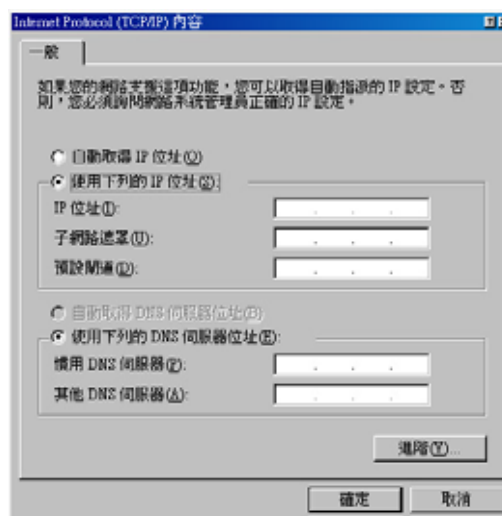 Internet Protocol (TCP/IP) 內容
一般
如果您的網路支援這項功能，您可以取得自動指派的 IP 設定。否
則，您必須詢問網路系統管理員正確的 IP 設定。
自動取得 IP 位址(O)
使用下列的 IP 位址(S):
IP 位址(I):
子網路遮罩(U):
預設閘道(D):
自動取得 DNS 伺服器位址(B)
使用下列的 DNS 伺服器位址(E):
慣用 DNS 伺服器(P):
其他 DNS 伺服器(A):
進階(V)...
確定
取消